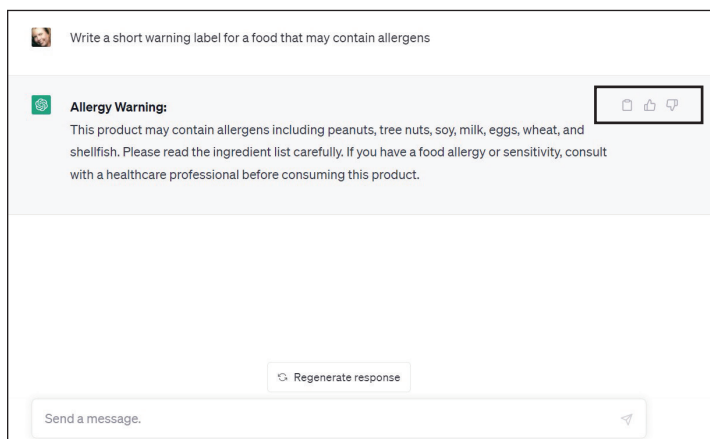 Write a short warning label for a food that may contain allergens
Allergy Warning:
This product may contain allergens including peanuts, tree nuts, soy, milk, eggs, wheat, and
shellfish. Please read the ingredient list carefully. If you have a food allergy or sensitivity, consult
with a healthcare professional before consuming this product.
Regenerate response
Send a message.